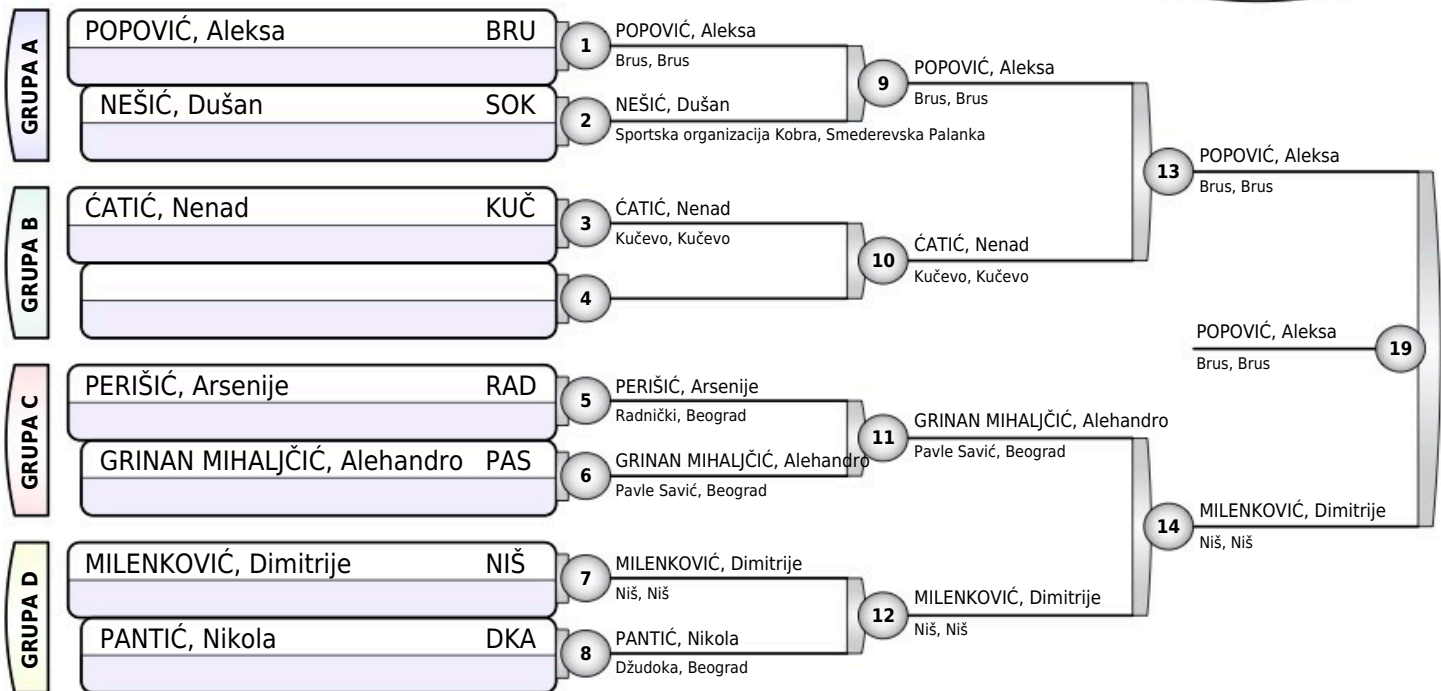 GRUPA A
POPOVIĆ, Aleksa BRU
NEŠIĆ, Dušan SOK
1
POPOVIĆ, Aleksa
Brus, Brus
2
NEŠIĆ, Dušan
Sportska organizacija Kobra, Smederevska Palanka
9
POPOVIĆ, Aleksa
Brus, Brus
GRUPA B
ĆATIĆ, Nenad KUČ
3
ĆATIĆ, Nenad
Kučevo, Kučevo
4
10
ĆATIĆ, Nenad
Kučevo, Kučevo
13
POPOVIĆ, Aleksa
Brus, Brus
GRUPA C
PERIŠIĆ, Arsenije RAD
GRINAN MIHALJČIĆ, Alehandro PAS
5
PERIŠIĆ, Arsenije
Radnički, Beograd
6
GRINAN MIHALJČIĆ, Alehandro
Pavle Savić, Beograd
11
GRINAN MIHALJČIĆ, Alehandro
Pavle Savić, Beograd
GRUPA D
MILENKOVIĆ, Dimitrije NIŠ
PANTIĆ, Nikola DKA
7
MILENKOVIĆ, Dimitrije
Niš, Niš
8
PANTIĆ, Nikola
Džudoka, Beograd
12
MILENKOVIĆ, Dimitrije
Niš, Niš
14
MILENKOVIĆ, Dimitrije
Niš, Niš
POPOVIĆ, Aleksa
Brus, Brus
19